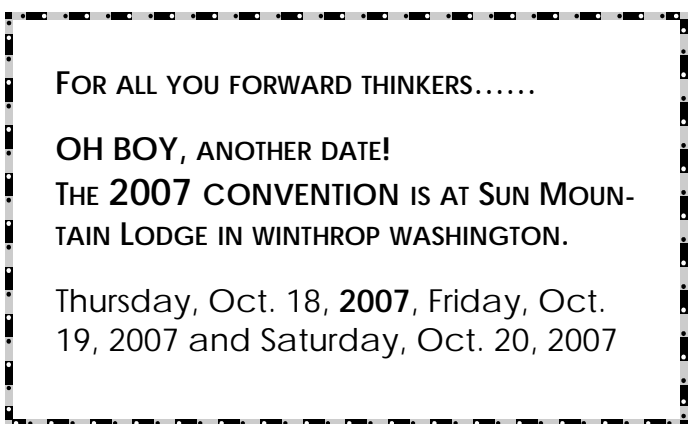 FOR ALL YOU FORWARD THINKERS......
OH BOY, ANOTHER DATE!
THE 2007 CONVENTION IS AT SUN MOUN-
TAIN LODGE IN WINTHROP WASHINGTON.
Thursday, Oct. 18, 2007, Friday, Oct.
19, 2007 and Saturday, Oct. 20, 2007